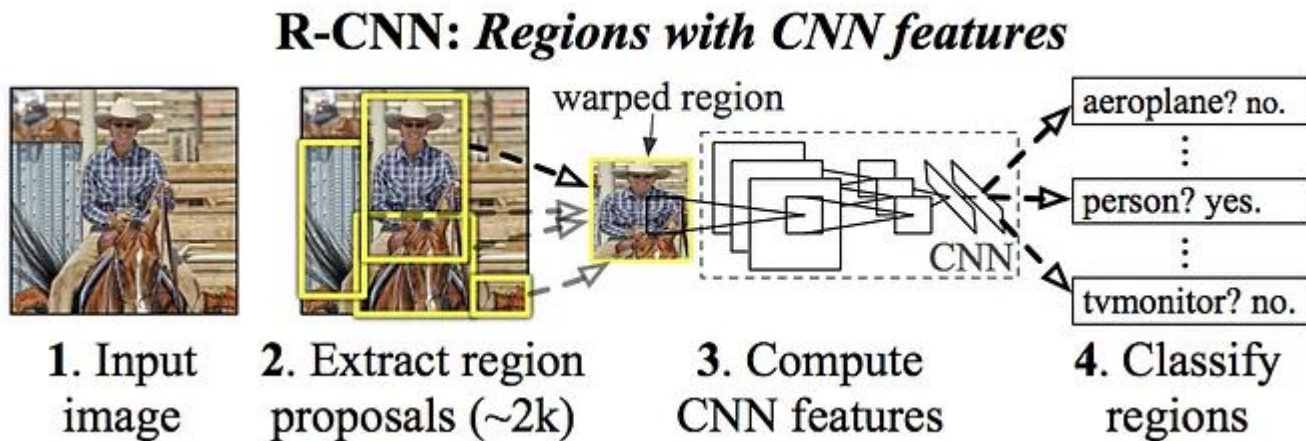 R-CNN: Regions with CNN features
warped region
aeroplane? no.
person? yes.
tvmonitor? no.
CNN
1. Input
image
2. Extract region
proposals (~2k)
3. Compute
CNN features
4. Classify
regions